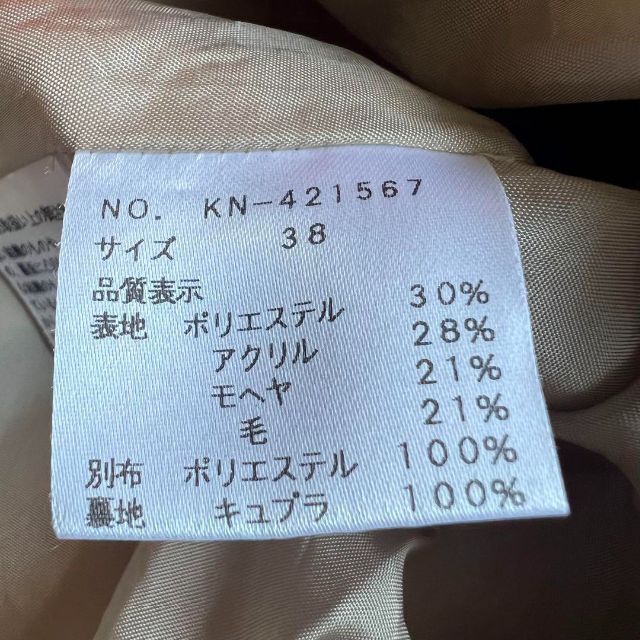 NO. KN-421567
サイズ 38
品質表示
表地 ポリエステル 30%
アクリル 28%
モヘヤ 21%
毛 21%
別布 ポリエステル 100%
裏地 キュプラ 100%